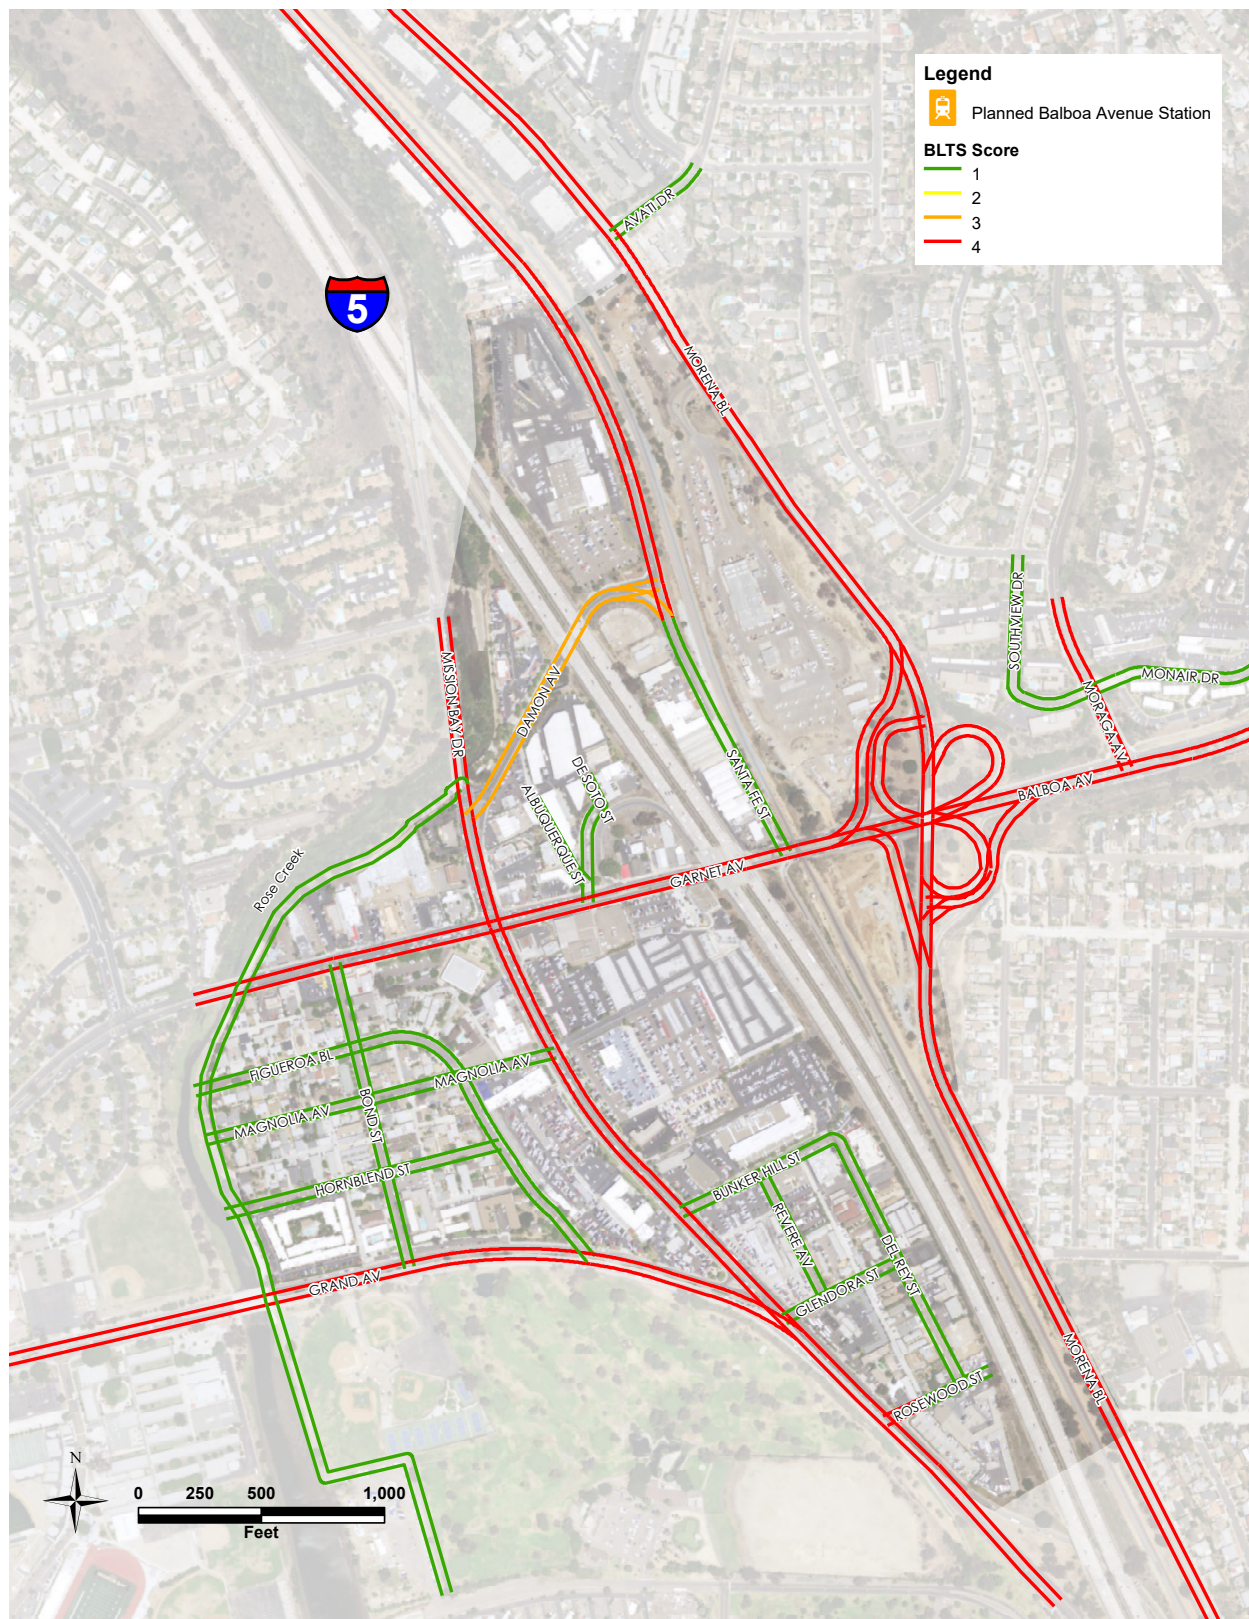 Legend
Planned Balboa Avenue Station
BLTS Score
1
2
3
4
AVATI DR
5
MORENA BL
SOUTHVIEW DR
MONAIR DR
MORAGA AV
MISSION BAY DR
DAMON AV
SANTA FE ST
DE SOTO ST
ALBUQUERQUE ST
BALBOA AV
GARNET AV
Rose Creek
FIGUEROA BL
MAGNOLIA AV
MAGNOLIA AV
BOND ST
HORNBLEND ST
BUNKER HILL ST
REVERE AV
DEL REY ST
GLENDORA ST
GRAND AV
MORENA BL
ROSEWOOD ST
N
0 250 500 1,000
Feet